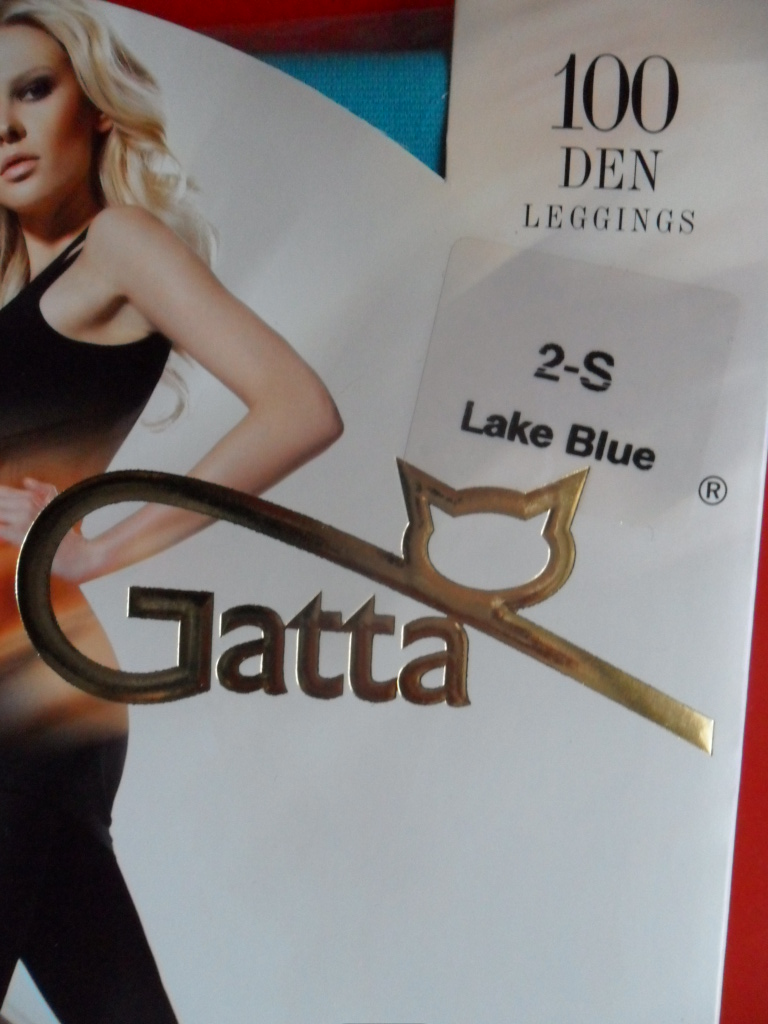 100
DEN
LEGGINGS
2-S
Lake Blue
®
Gatta